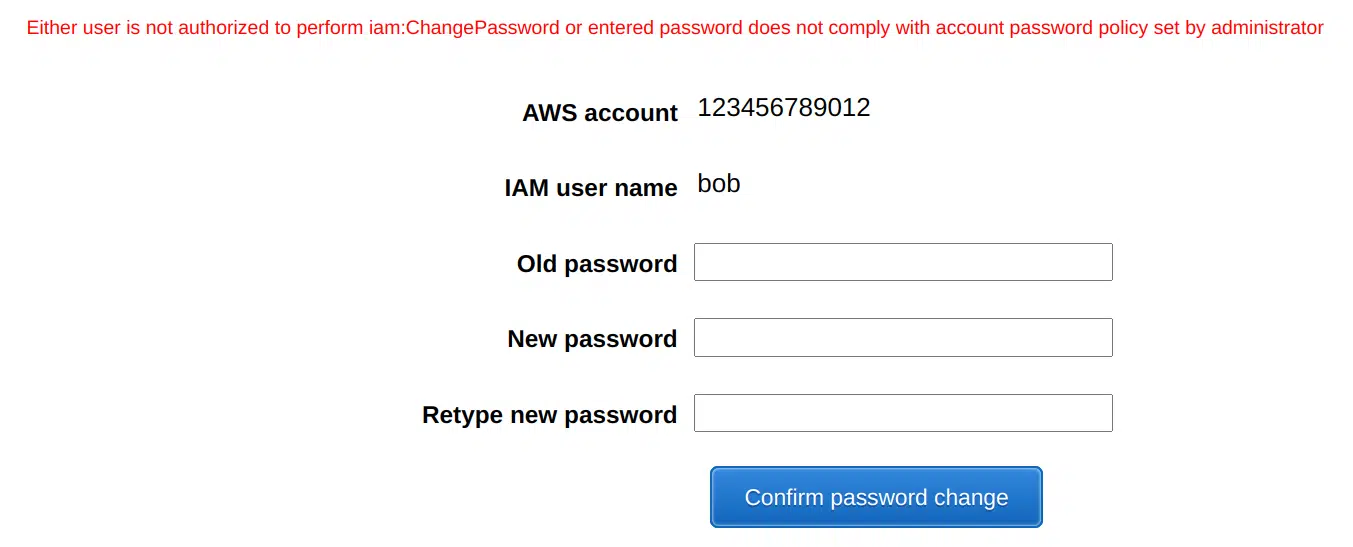 Either user is not authorized to perform iam:ChangePassword or entered password does not comply with account password policy set by administrator
AWS account 123456789012
IAM user name bob
Old password
New password
Retype new password
Confirm password change